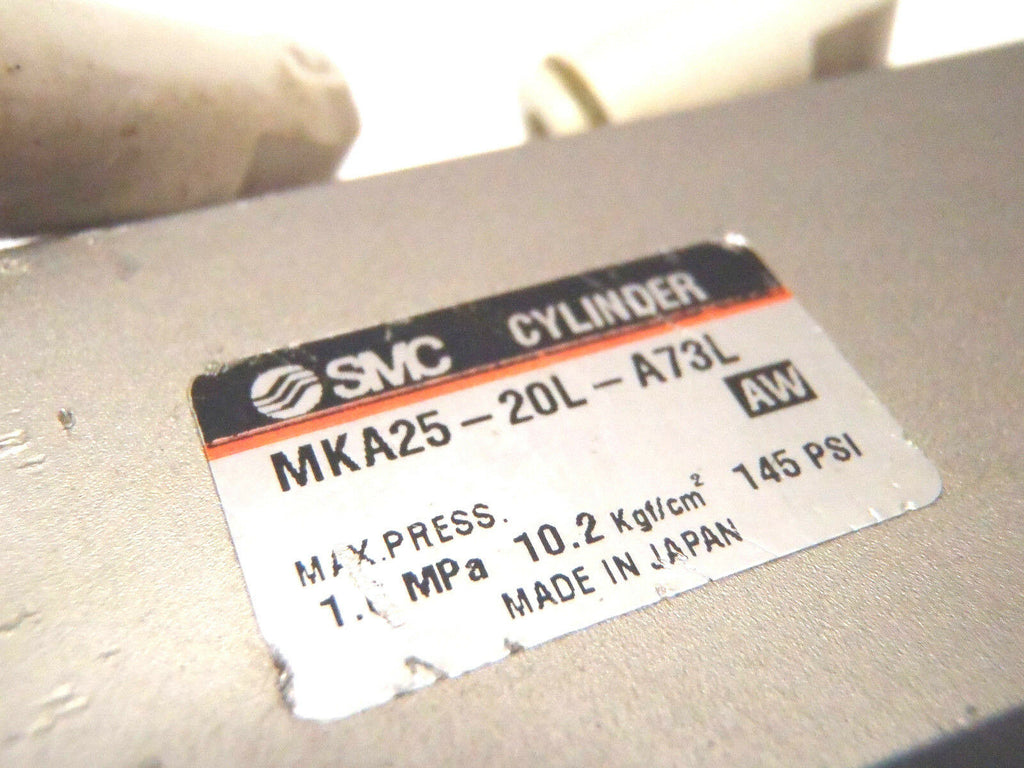 SMC CYLINDER
MKA25-20L-A73L
AW
MAX.PRESS.
MPa 10.2 Kgf/cm² 145 PSI
MADE IN JAPAN